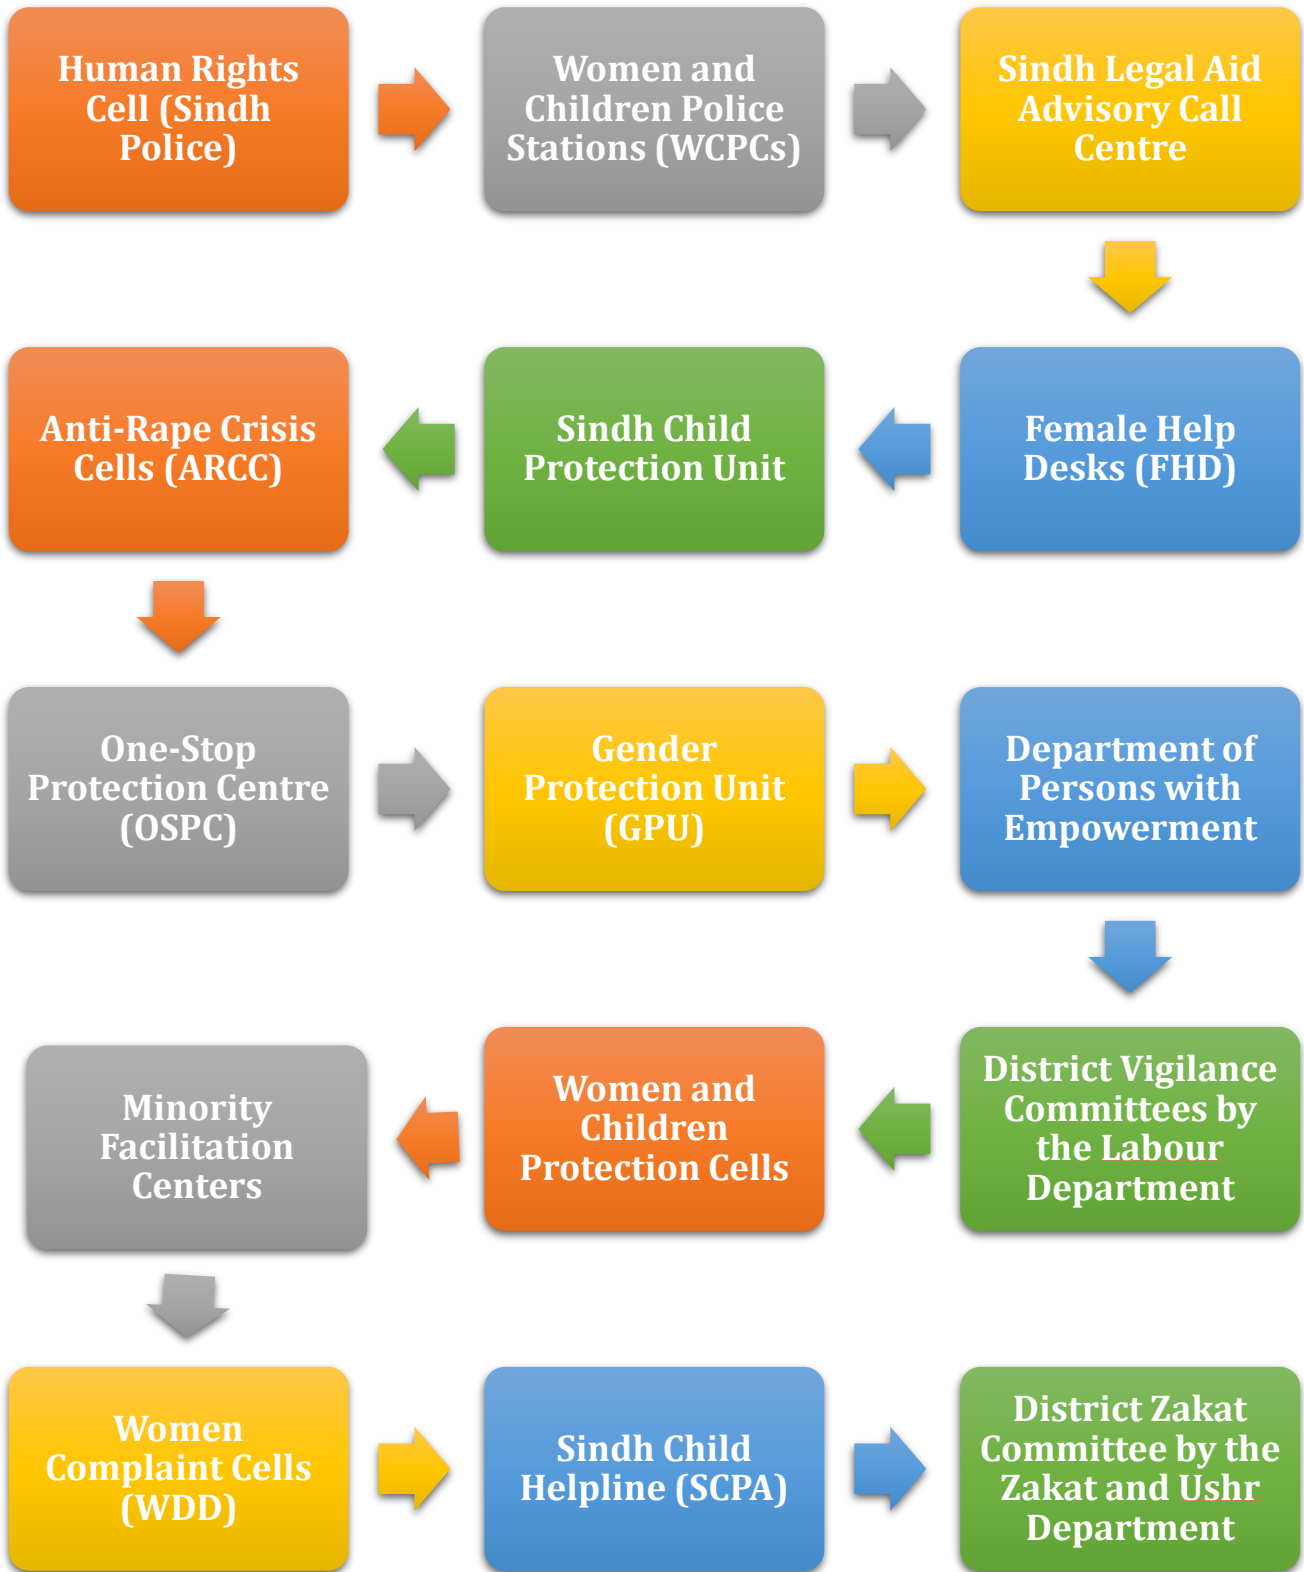 Human Rights
Cell (Sindh
Police)
Women and
Children Police
Stations (WCPCs)
Sindh Legal Aid
Advisory Call
Centre
Female Help
Desks (FHD)
Sindh Child
Protection Unit
Anti-Rape Crisis
Cells (ARCC)
One-Stop
Protection Centre
(OSPC)
Gender
Protection Unit
(GPU)
Department of
Persons with
Empowerment
District Vigilance
Committees by
the Labour
Department
Women and
Children
Protection Cells
Minority
Facilitation
Centers
Women
Complaint Cells
(WDD)
Sindh Child
Helpline (SCPA)
District Zakat
Committee by the
Zakat and Ushr
Department